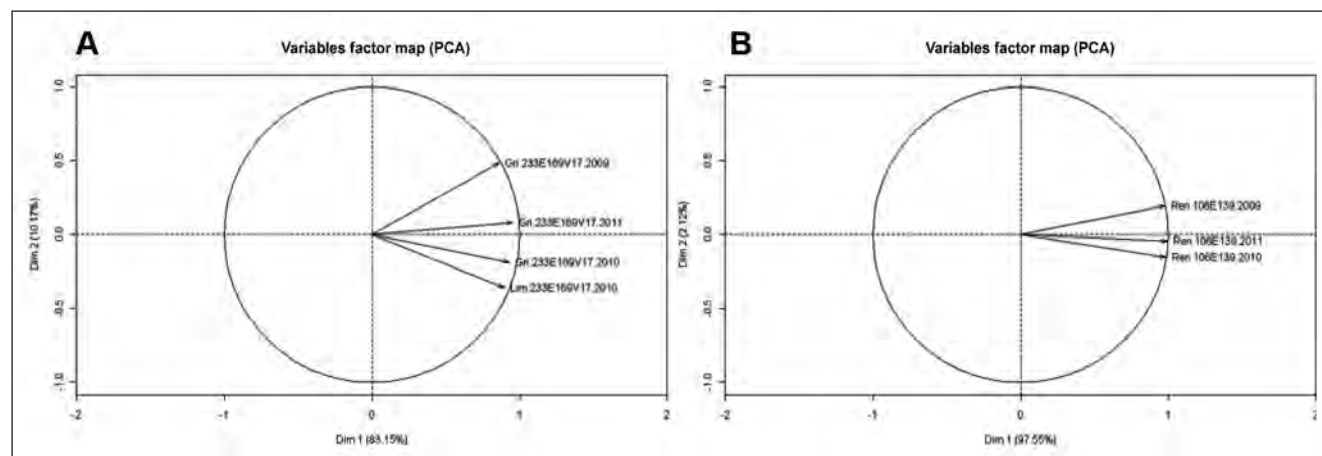 A
Variables factor map (PCA)
Dim 2 (10.17%)
1.0
0.5
0.0
-0.5
-1.0
Gri.233E169V17.2009
Gri.233E169V17.2011
Gri.233E169V17.2010
Lim.233E169V17.2010
-2
-1
0
1
2
Dim 1 (83.15%)
B
Variables factor map (PCA)
Dim 2 (2.12%)
1.0
0.5
0.0
-0.5
-1.0
Ren.106E139.2009
Ren.106E139.2011
Ren.106E139.2010
-2
-1
0
1
2
Dim 1 (97.55%)